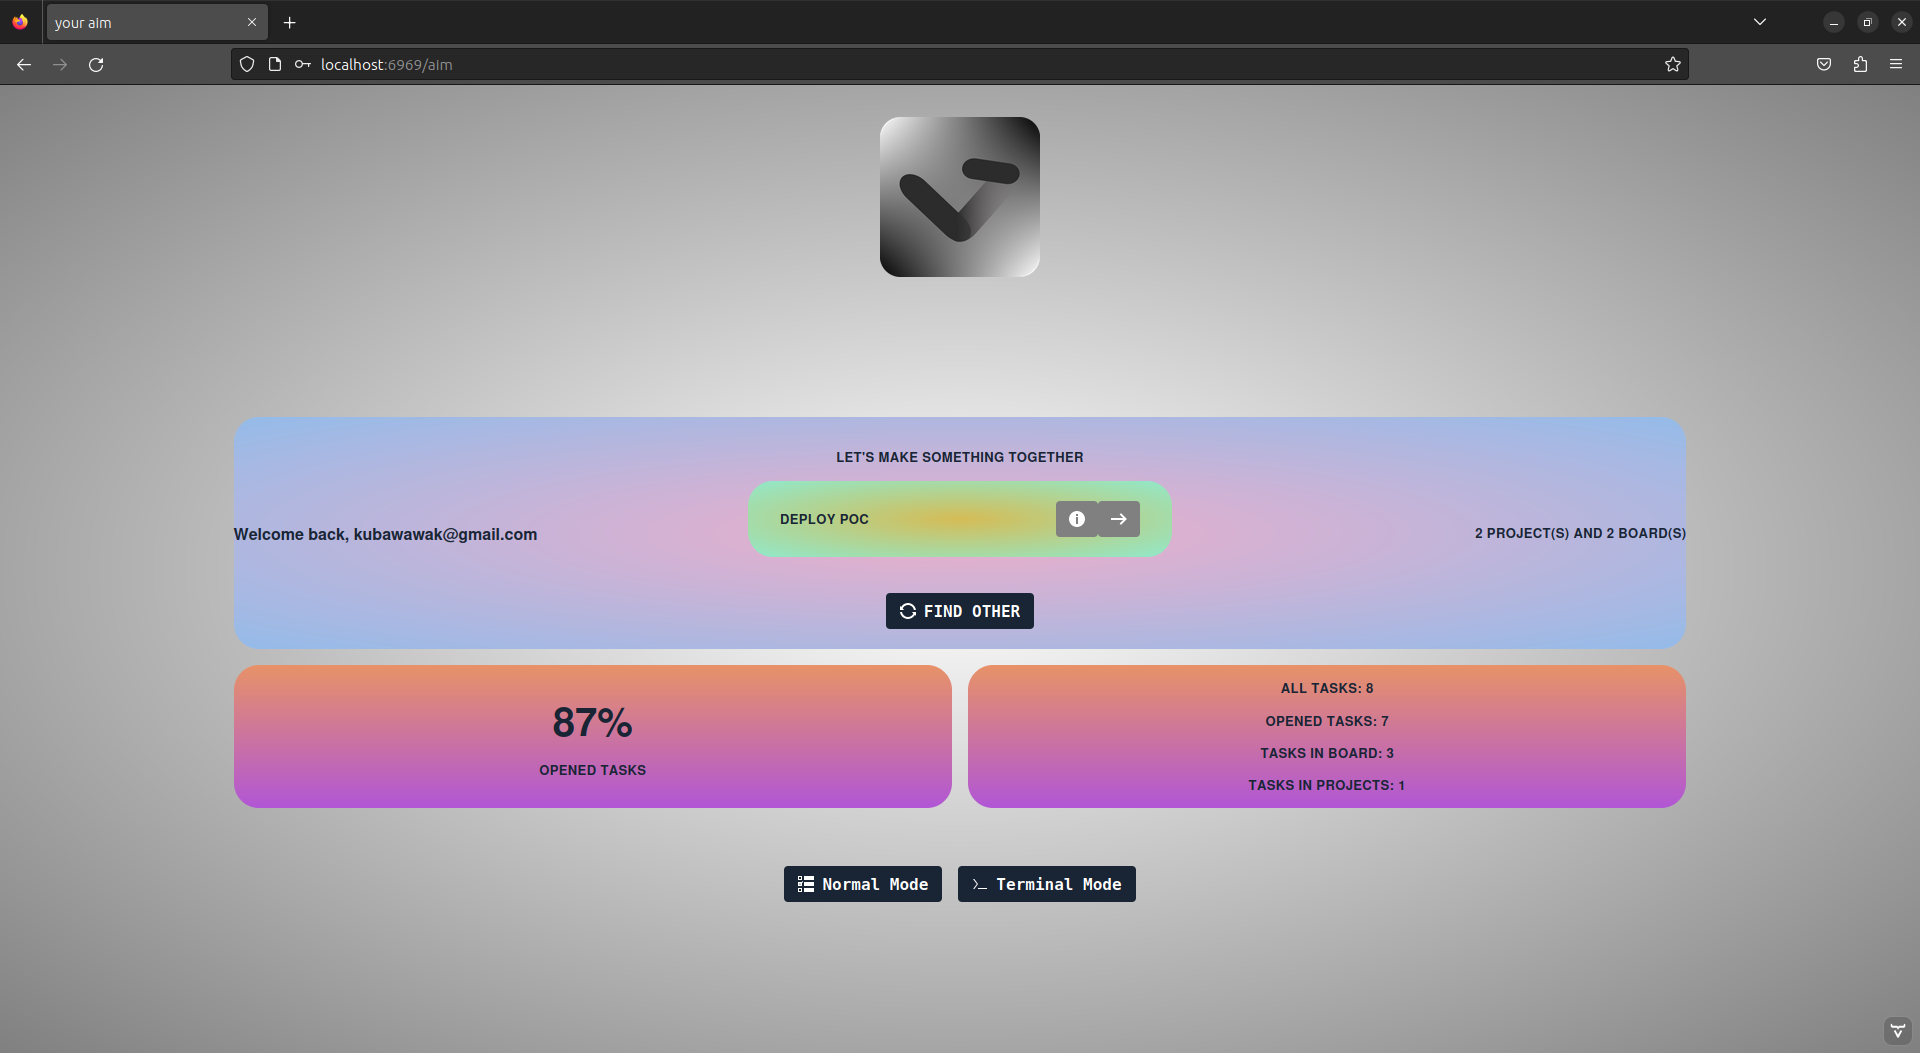 your aim
localhost:6969/aim
LET'S MAKE SOMETHING TOGETHER
DEPLOY POC
Welcome back, kubawawak@gmail.com
2 PROJECT(S) AND 2 BOARD(S)
FIND OTHER
87%
OPENED TASKS
ALL TASKS: 8
OPENED TASKS: 7
TASKS IN BOARD: 3
TASKS IN PROJECTS: 1
Normal Mode
Terminal Mode